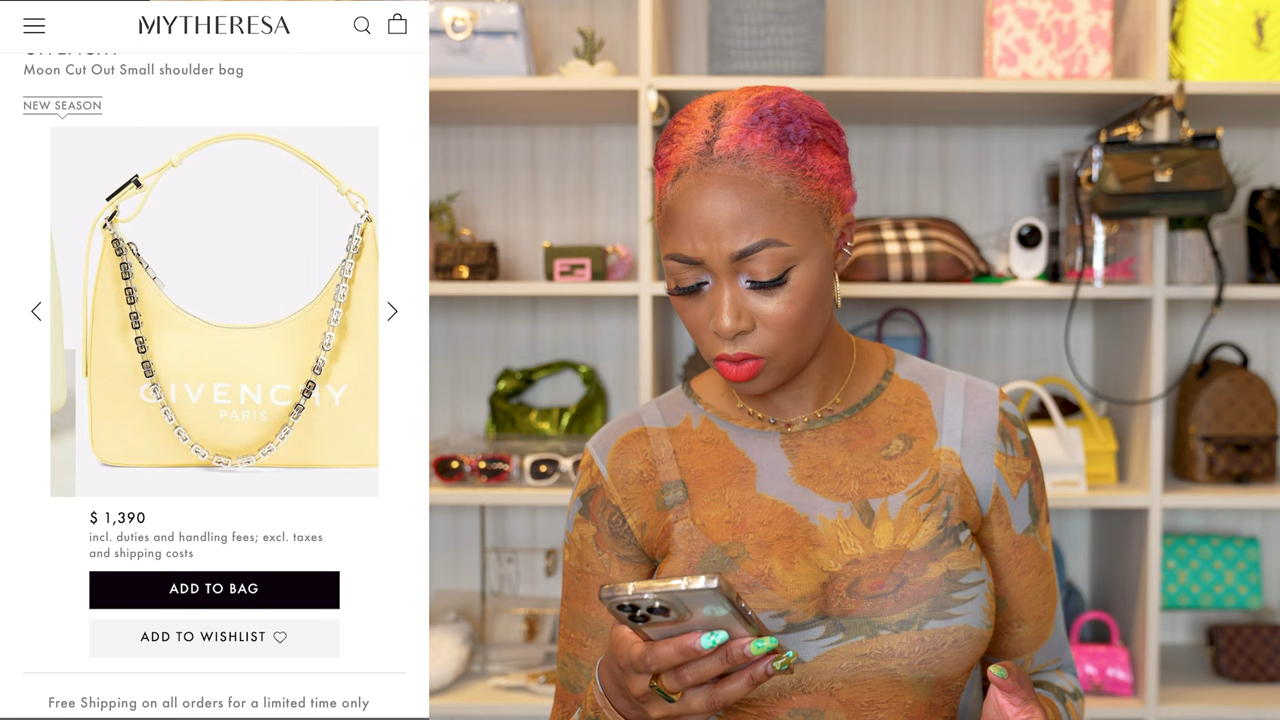 MYTHERESA
Moon Cut Out Small shoulder bag
NEW SEASON
GIVENCHY
PARIS
$ 1,390
incl. duties and handling fees; excl. taxes
and shipping costs
ADD TO BAG
ADD TO WISHLIST
Free Shipping on all orders for a limited time only